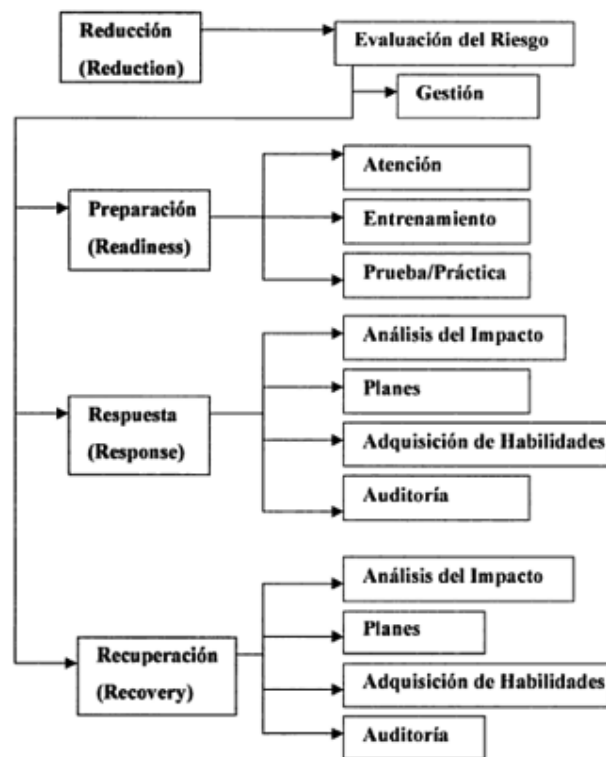 Reducción
(Reduction)
Evaluación del Riesgo
Gestión
Preparación
(Readiness)
Atención
Entrenamiento
Prueba/Práctica
Respuesta
(Response)
Análisis del Impacto
Planes
Adquisición de Habilidades
Auditoría
Recuperación
(Recovery)
Análisis del Impacto
Planes
Adquisición de Habilidades
Auditoría